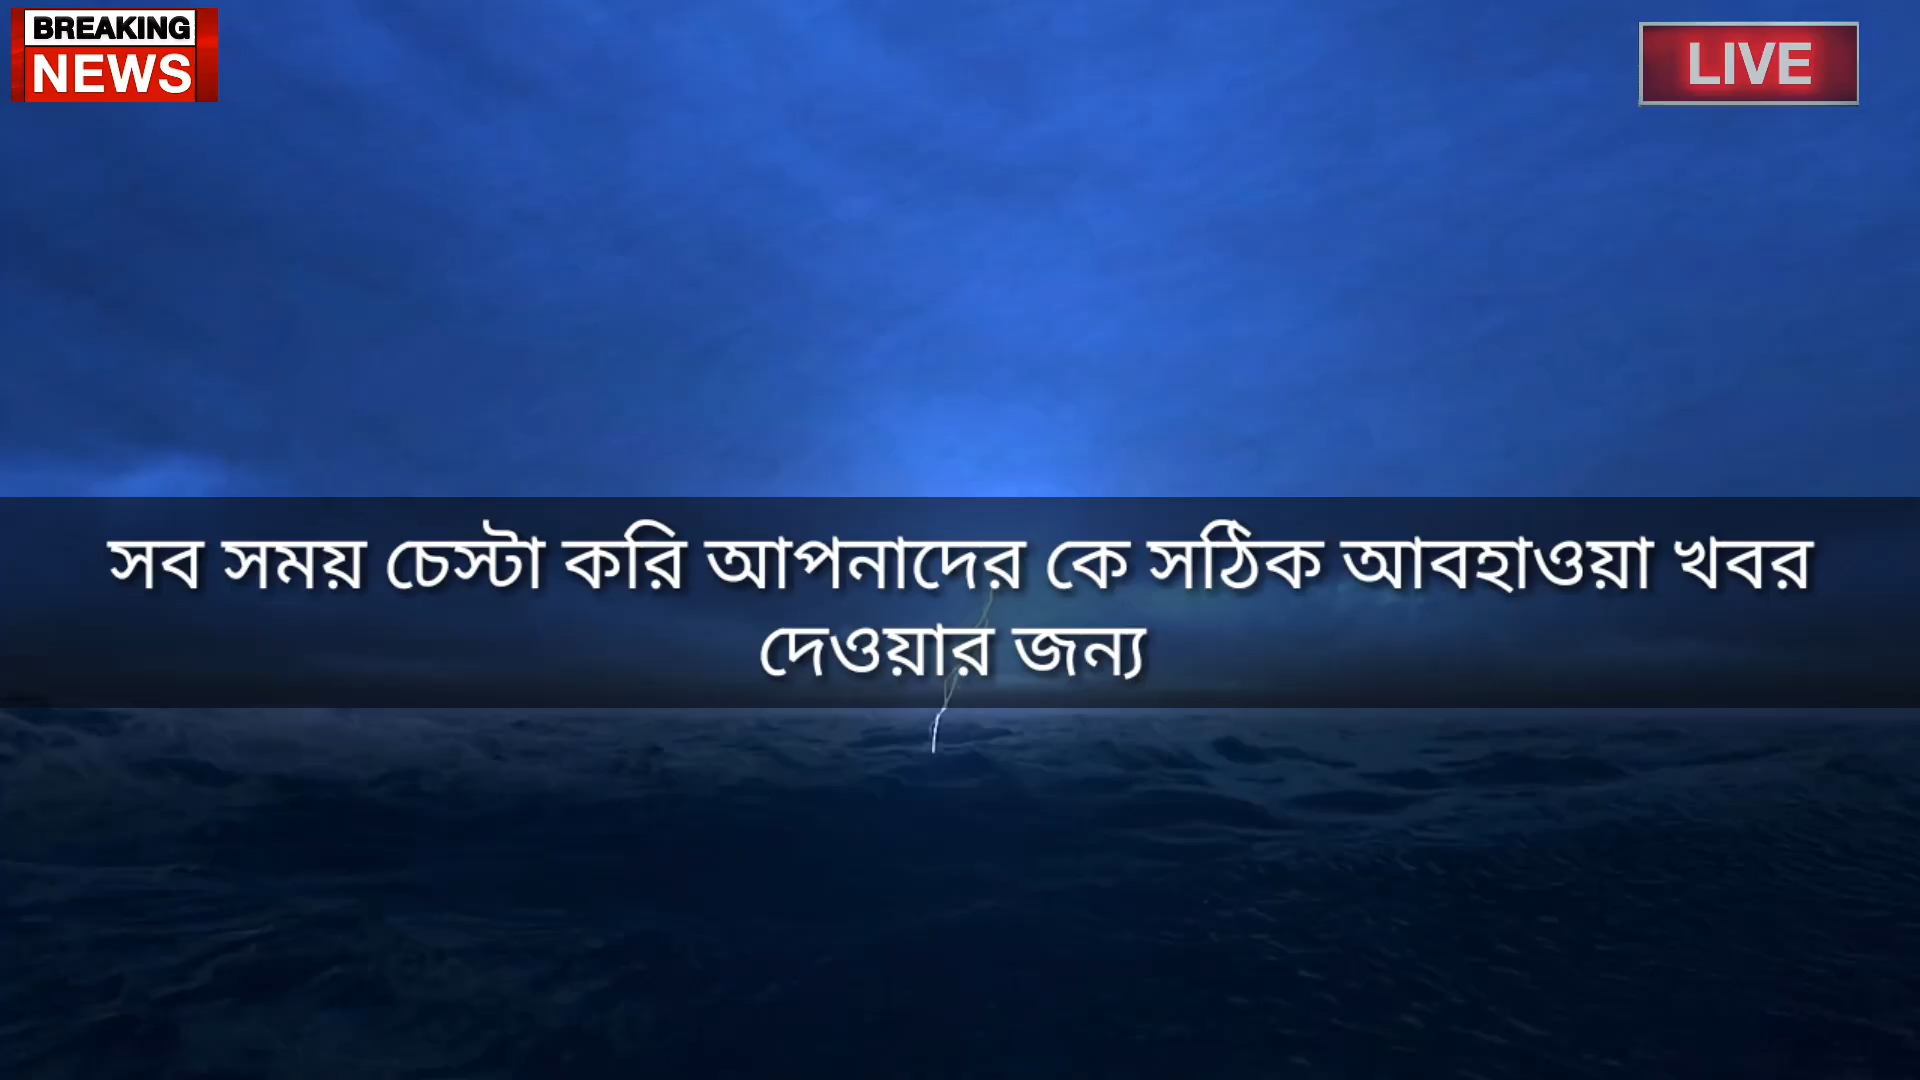 BREAKING
NEWS
LIVE
সব সময় চেস্টা করি আপনাদের কে সঠিক আবহাওয়া খবর
দেওয়ার জন্য